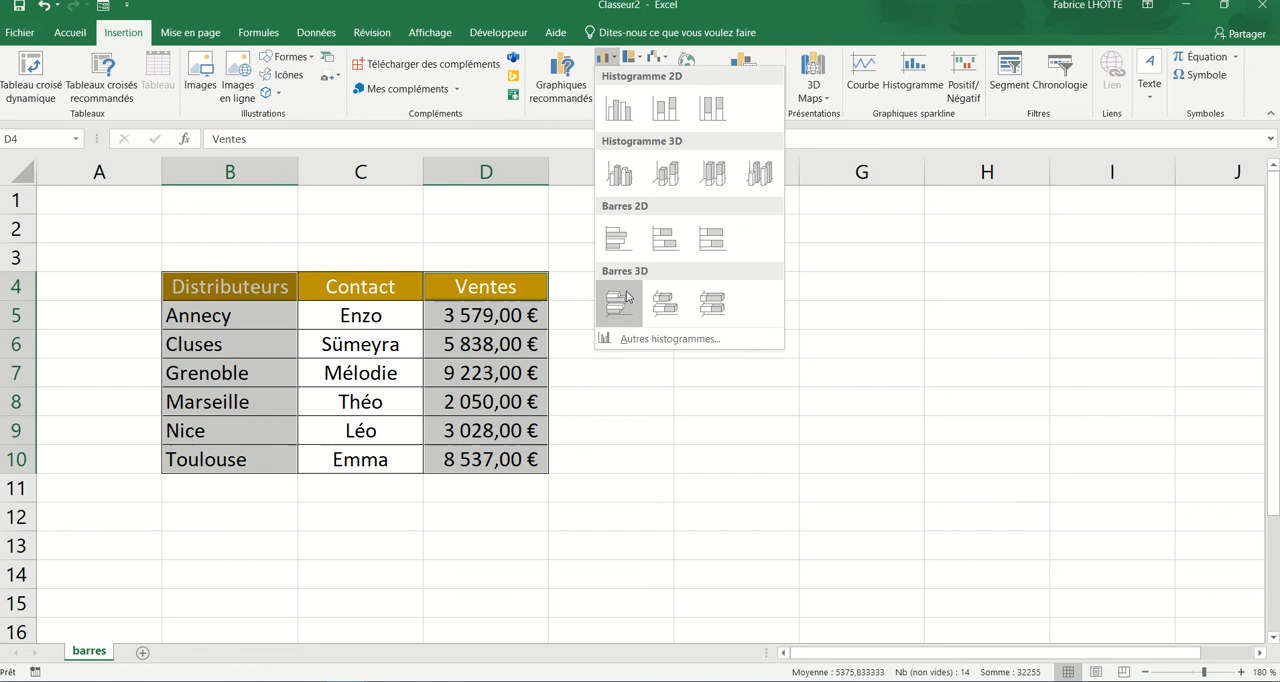 Classeur2 - Excel
Fabrice LHOTTE
Fichier Accueil Insertion Mise en page Formules Données Révision Affichage Développeur Aide Dites-nous ce que vous voulez faire Partager
Tableau croisé dynamique
Tableaux croisés recommandés
Tableau
Tableaux
Images
Images en ligne
Formes
Icônes
Illustrations
Télécharger des compléments
Mes compléments
Compléments
Graphiques recommandés
3D Maps
Présentations
Courbe Histogramme Positif/ Négatif
Graphiques sparkline
Segment Chronologie
Filtres
Lien
Liens
A
Texte
π Équation
Ω Symbole
Symboles
Histogramme 2D
Histogramme 3D
Barres 2D
Barres 3D
Autres histogrammes...
D4 fx Ventes
A B C D G H I J
1
2
3
4 Distributeurs Contact Ventes
5 Annecy Enzo 3 579,00 €
6 Cluses Sümeyra 5 838,00 €
7 Grenoble Mélodie 9 223,00 €
8 Marseille Théo 2 050,00 €
9 Nice Léo 3 028,00 €
10 Toulouse Emma 8 537,00 €
11
12
13
14
15
16
barres
Prêt Moyenne : 5375,833333 Nb (non vides) : 14 Somme : 32255 180 %